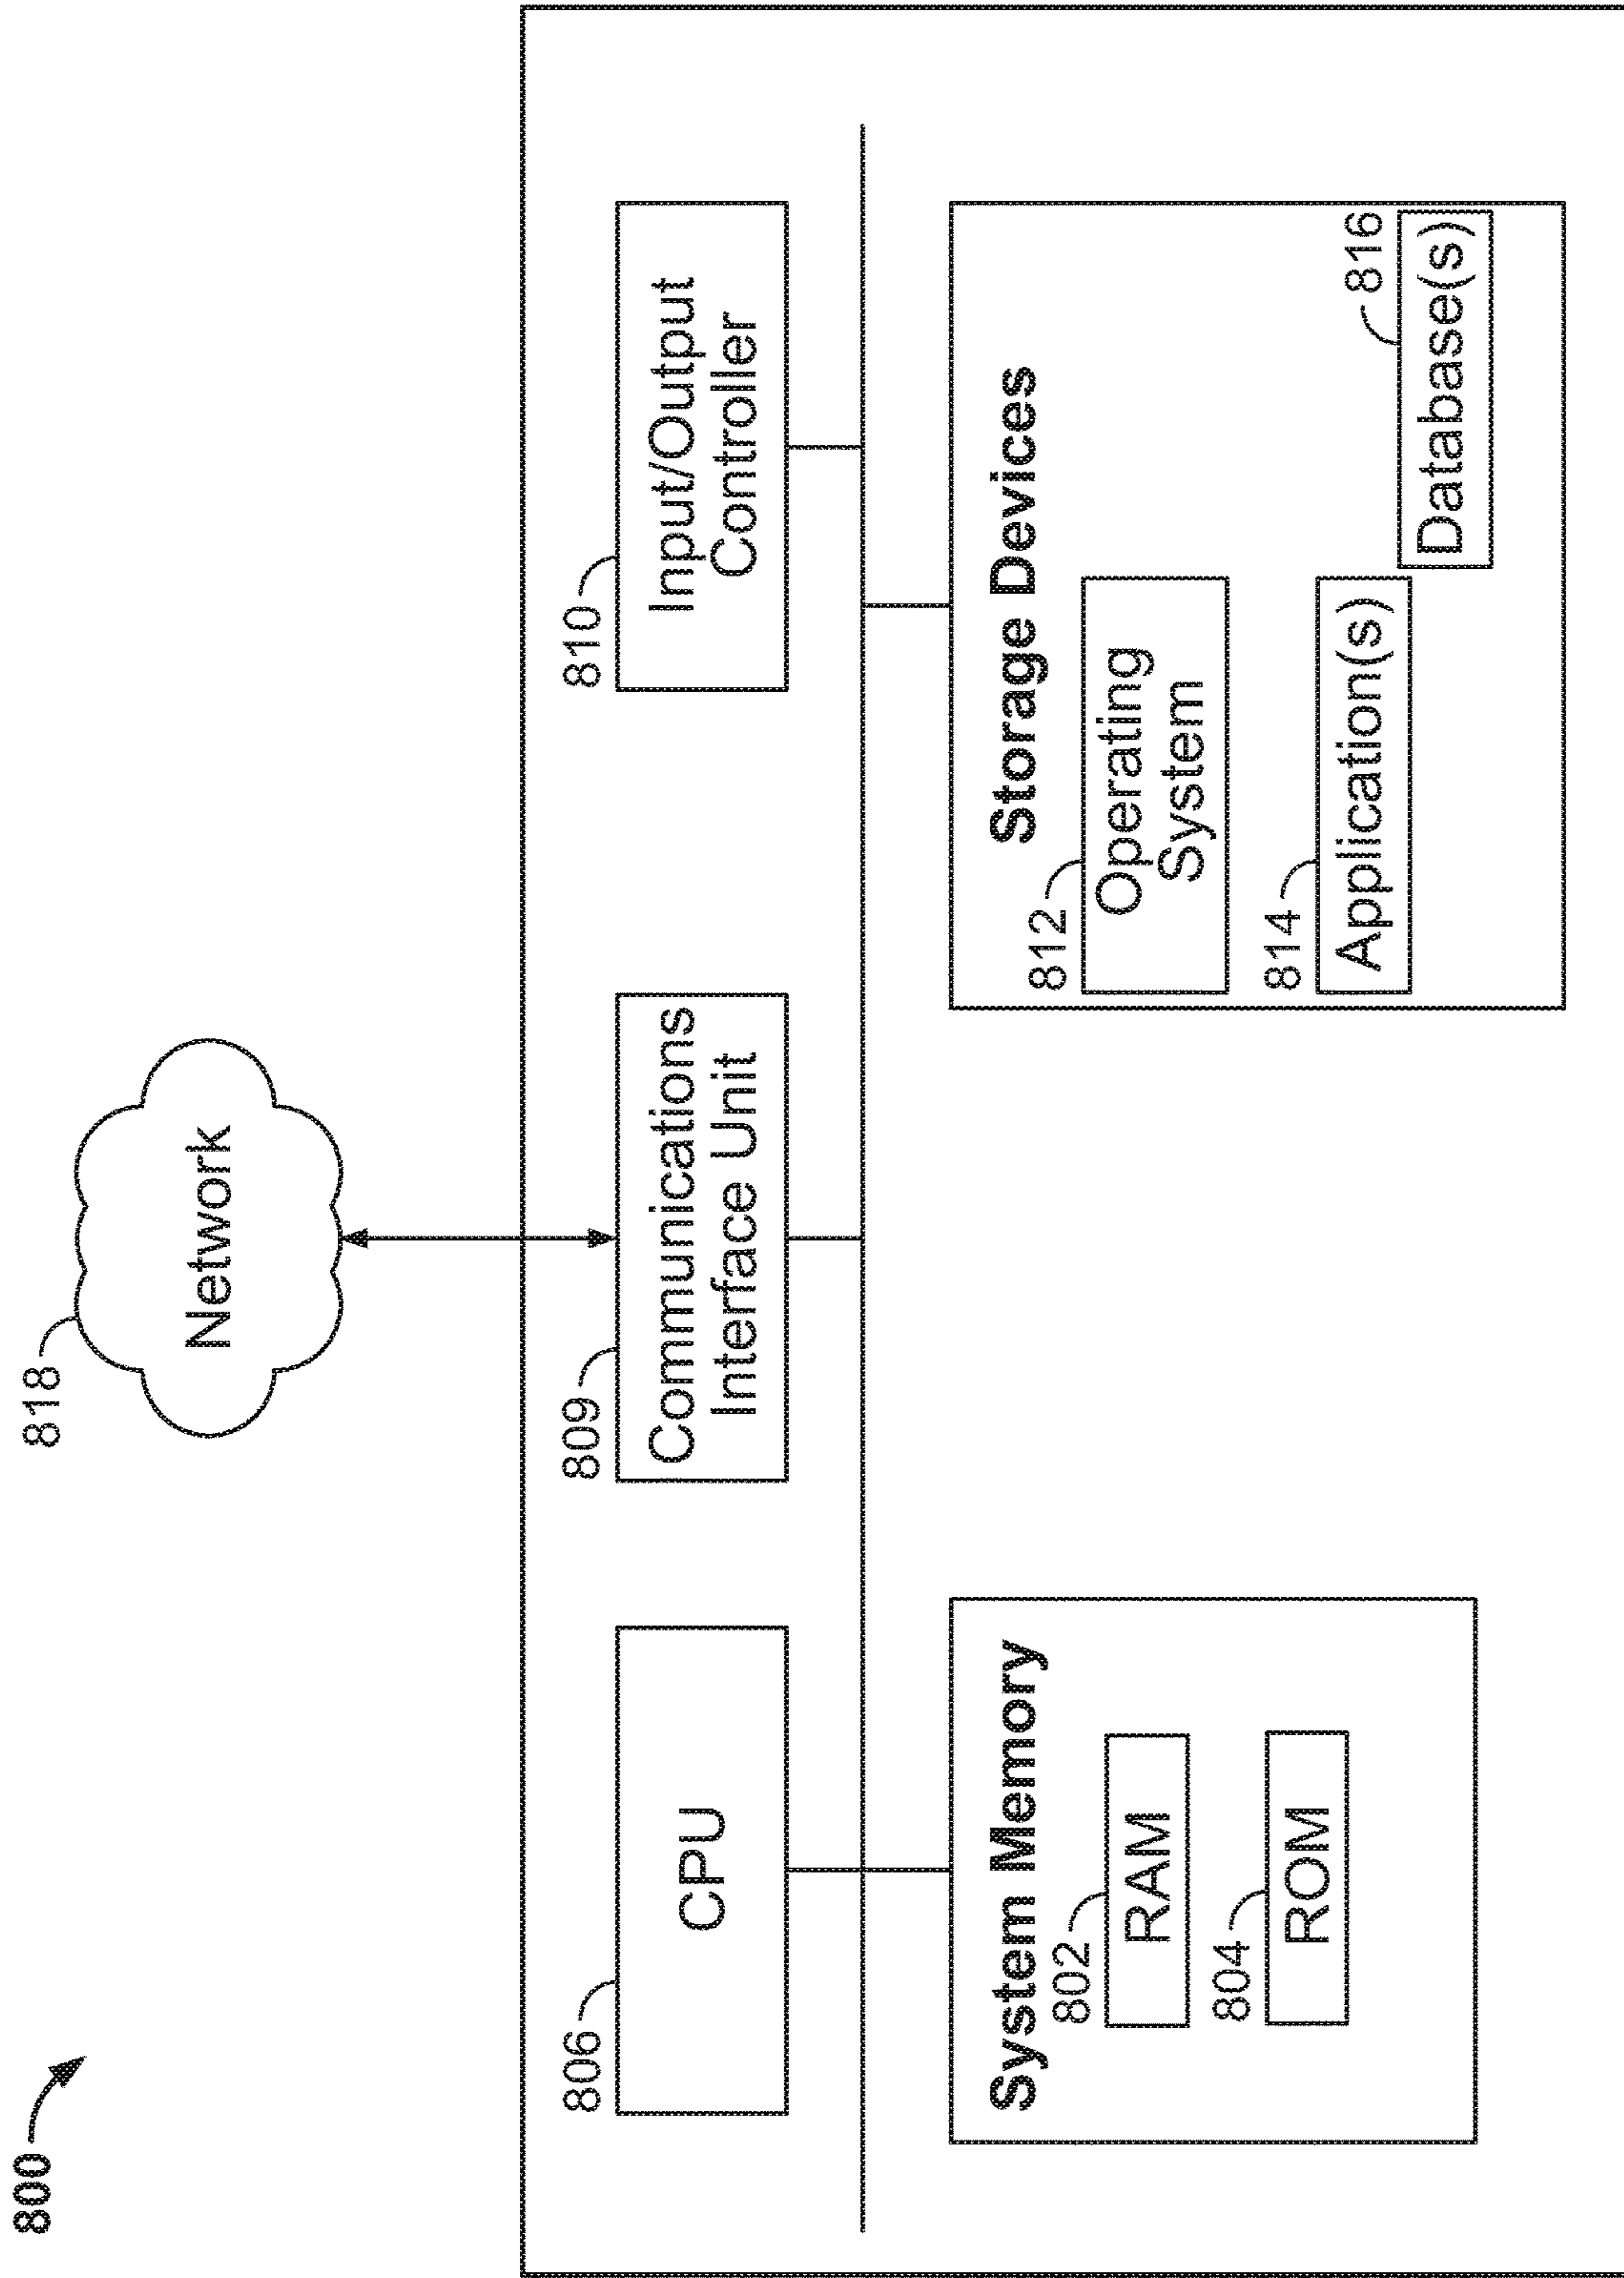 800
818
Network
806
CPU
809
Communications
Interface Unit
810
Input/Output
Controller
System Memory
802
RAM
804
ROM
Storage Devices
812
Operating
System
814
Application(s)
816
Database(s)